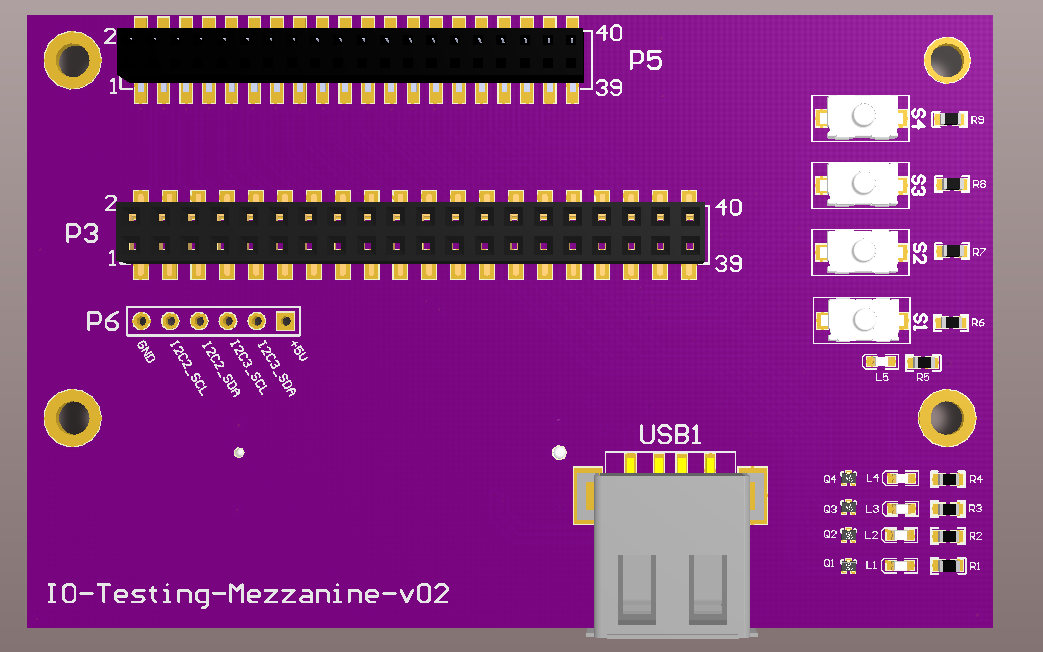 2
40
P5
1
39
S4
R9
S3
R8
2
40
P3
1
39
S2
R7
P6
S1
R6
GND
I2C2_SCL
I2C2_SDA
I2C3_SCL
I2C3_SDA
+5V
L5
R5
USB1
Q4
L4
R4
Q3
L3
R3
Q2
L2
R2
Q1
L1
R1
IO-Testing-Mezzanine-v02